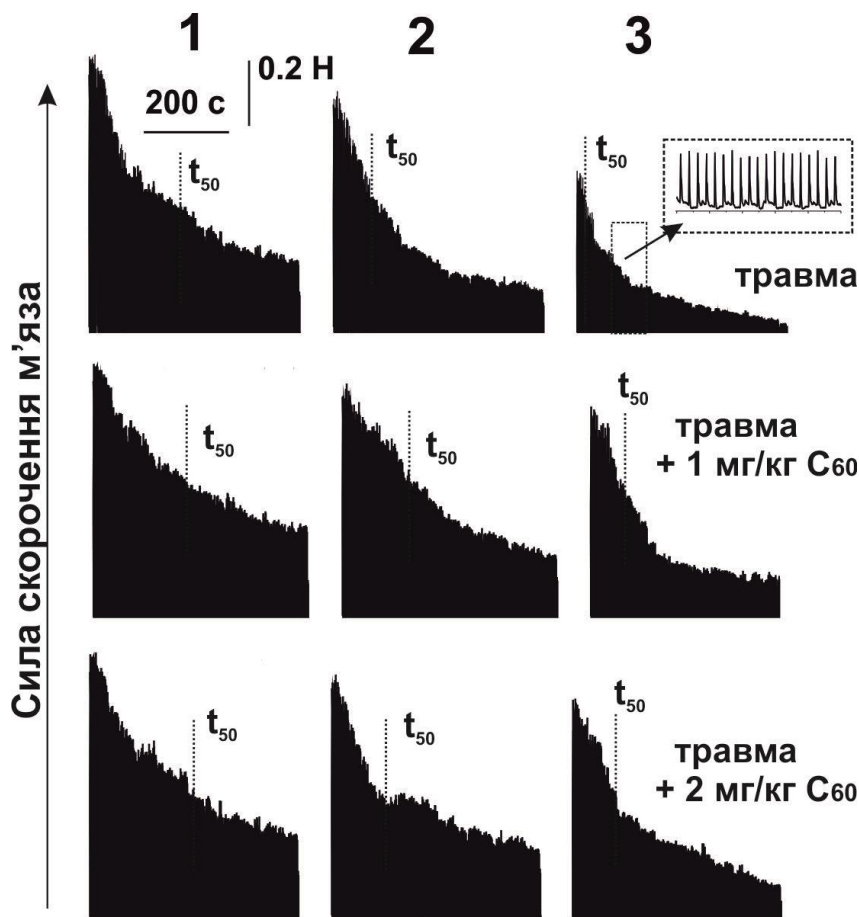 1
2
3
0.2 Н
200 с
t₅₀
t₅₀
t₅₀
травма
t₅₀
t₅₀
t₅₀
травма
+ 1 мг/кг C₆₀
t₅₀
t₅₀
t₅₀
травма
+ 2 мг/кг C₆₀
Сила скорочення м’яза